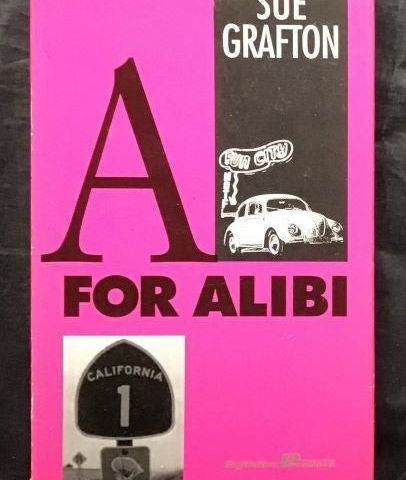 SUE
GRAFTON
FUN CITY
A
FOR ALIBI
CALIFORNIA
1